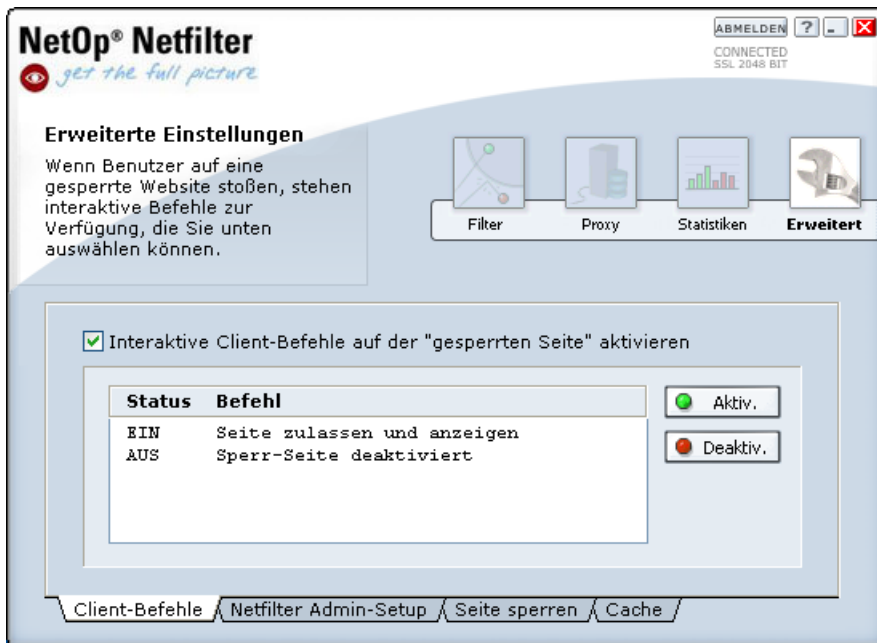 NetOp® Netfilter
get the full picture
ABMELDEN ?
CONNECTED
SSL 2048 BIT
Erweiterte Einstellungen
Wenn Benutzer auf eine
gesperrte Website stoßen, stehen
interaktive Befehle zur
Verfügung, die Sie unten
auswählen können.
Filter
Proxy
Statistiken
Erweitert
Interaktive Client-Befehle auf der "gesperrten Seite" aktivieren
Status Befehl
EIN Seite zulassen und anzeigen
AUS Sperr-Seite deaktiviert
Aktiv.
Deaktiv.
Client-Befehle
Netfilter Admin-Setup
Seite sperren
Cache